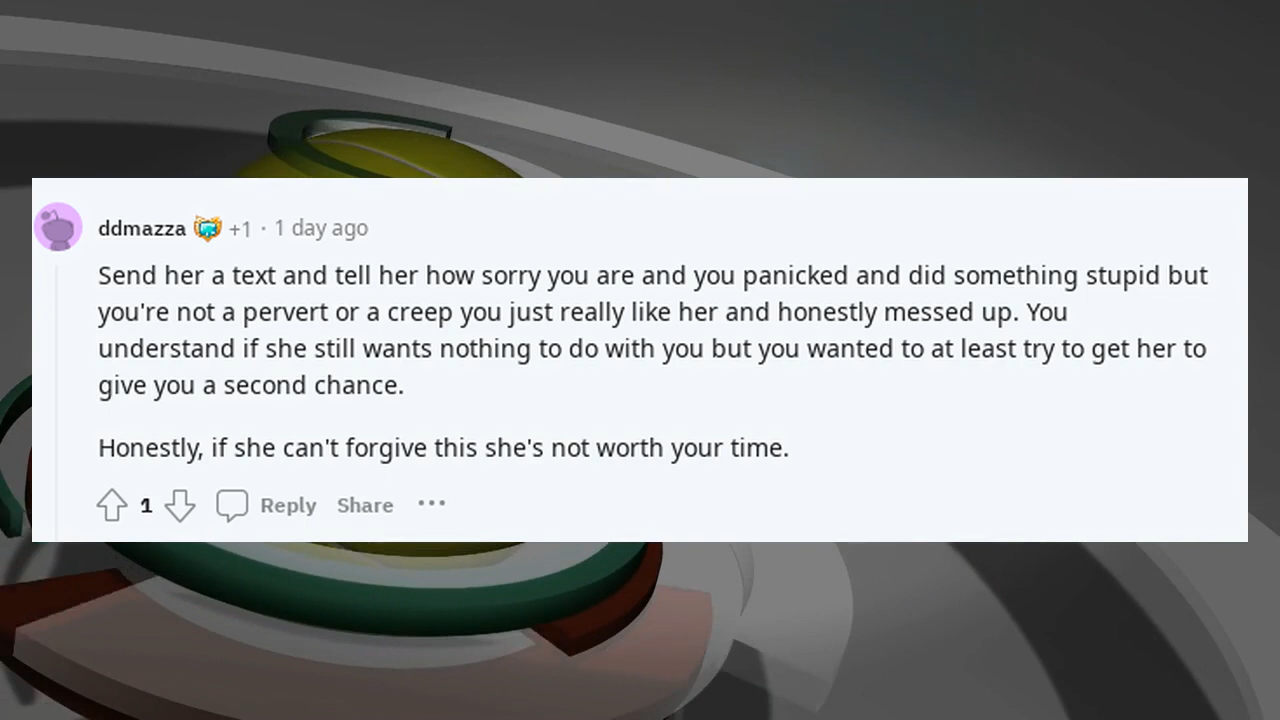 ddmazza +1 · 1 day ago
Send her a text and tell her how sorry you are and you panicked and did something stupid but
you're not a pervert or a creep you just really like her and honestly messed up. You
understand if she still wants nothing to do with you but you wanted to at least try to get her to
give you a second chance.
Honestly, if she can't forgive this she's not worth your time.
1 Reply Share ···